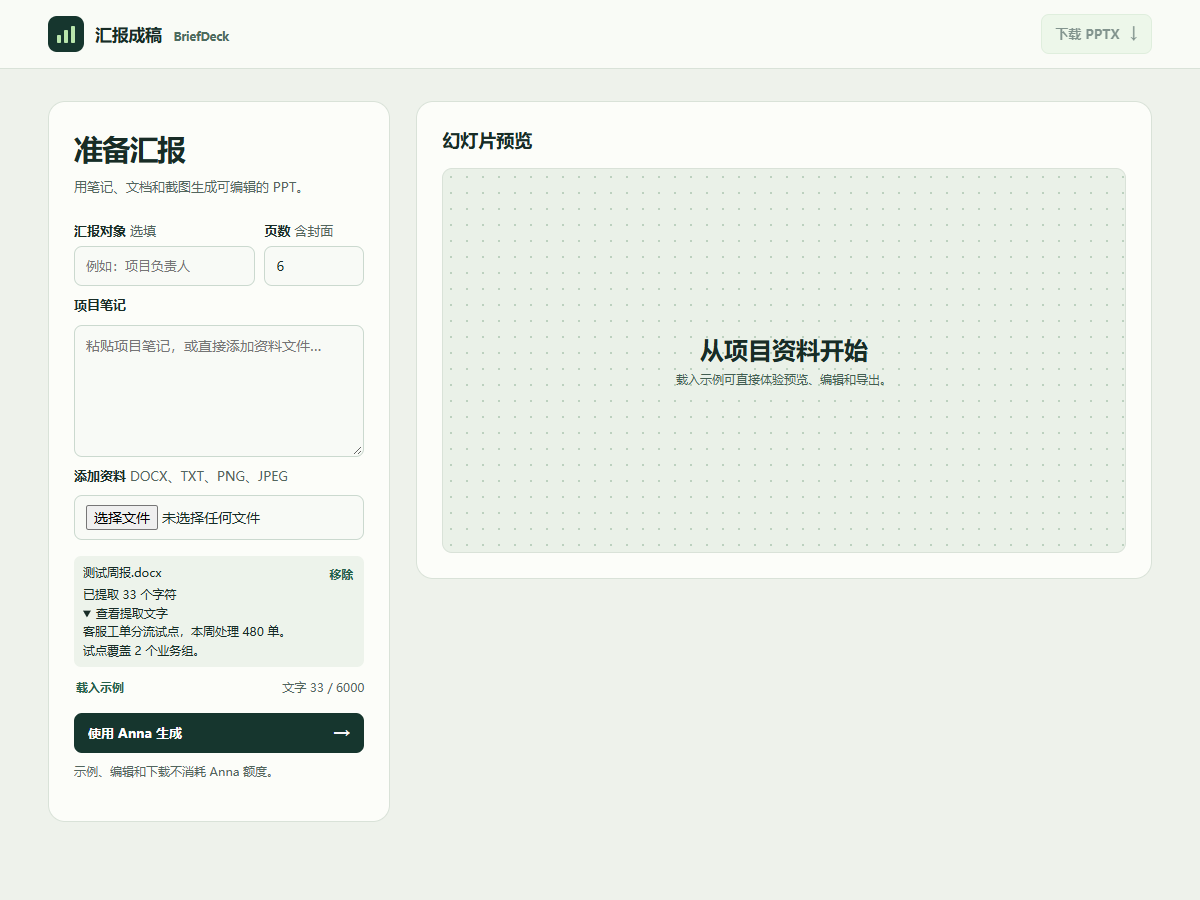 汇报成稿 BriefDeck
下载 PPTX ↓
准备汇报
用笔记、文档和截图生成可编辑的 PPT。
汇报对象 选填
页数 含封面
例如：项目负责人
6
项目笔记
粘贴项目笔记，或直接添加资料文件...
添加资料 DOCX、TXT、PNG、JPEG
选择文件 未选择任何文件
测试周报.docx
移除
已提取 33 个字符
▼ 查看提取文字
客服工单分流试点，本周处理 480 单。
试点覆盖 2 个业务组。
载入示例
文字 33 / 6000
使用 Anna 生成 →
示例、编辑和下载不消耗 Anna 额度。
幻灯片预览
从项目资料开始
载入示例可直接体验预览、编辑和导出。